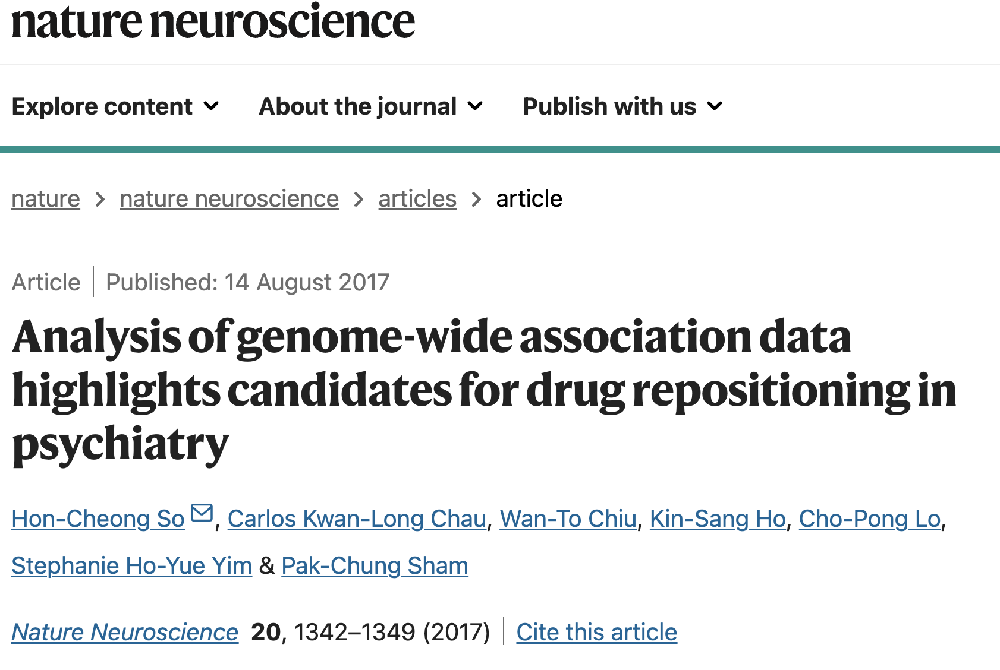 nature neuroscience
Explore content About the journal Publish with us
nature > nature neuroscience > articles > article
Article | Published: 14 August 2017
Analysis of genome-wide association data
highlights candidates for drug repositioning in
psychiatry
Hon-Cheong So, Carlos Kwan-Long Chau, Wan-To Chiu, Kin-Sang Ho, Cho-Pong Lo,
Stephanie Ho-Yue Yim & Pak-Chung Sham
Nature Neuroscience 20, 1342–1349 (2017) | Cite this article